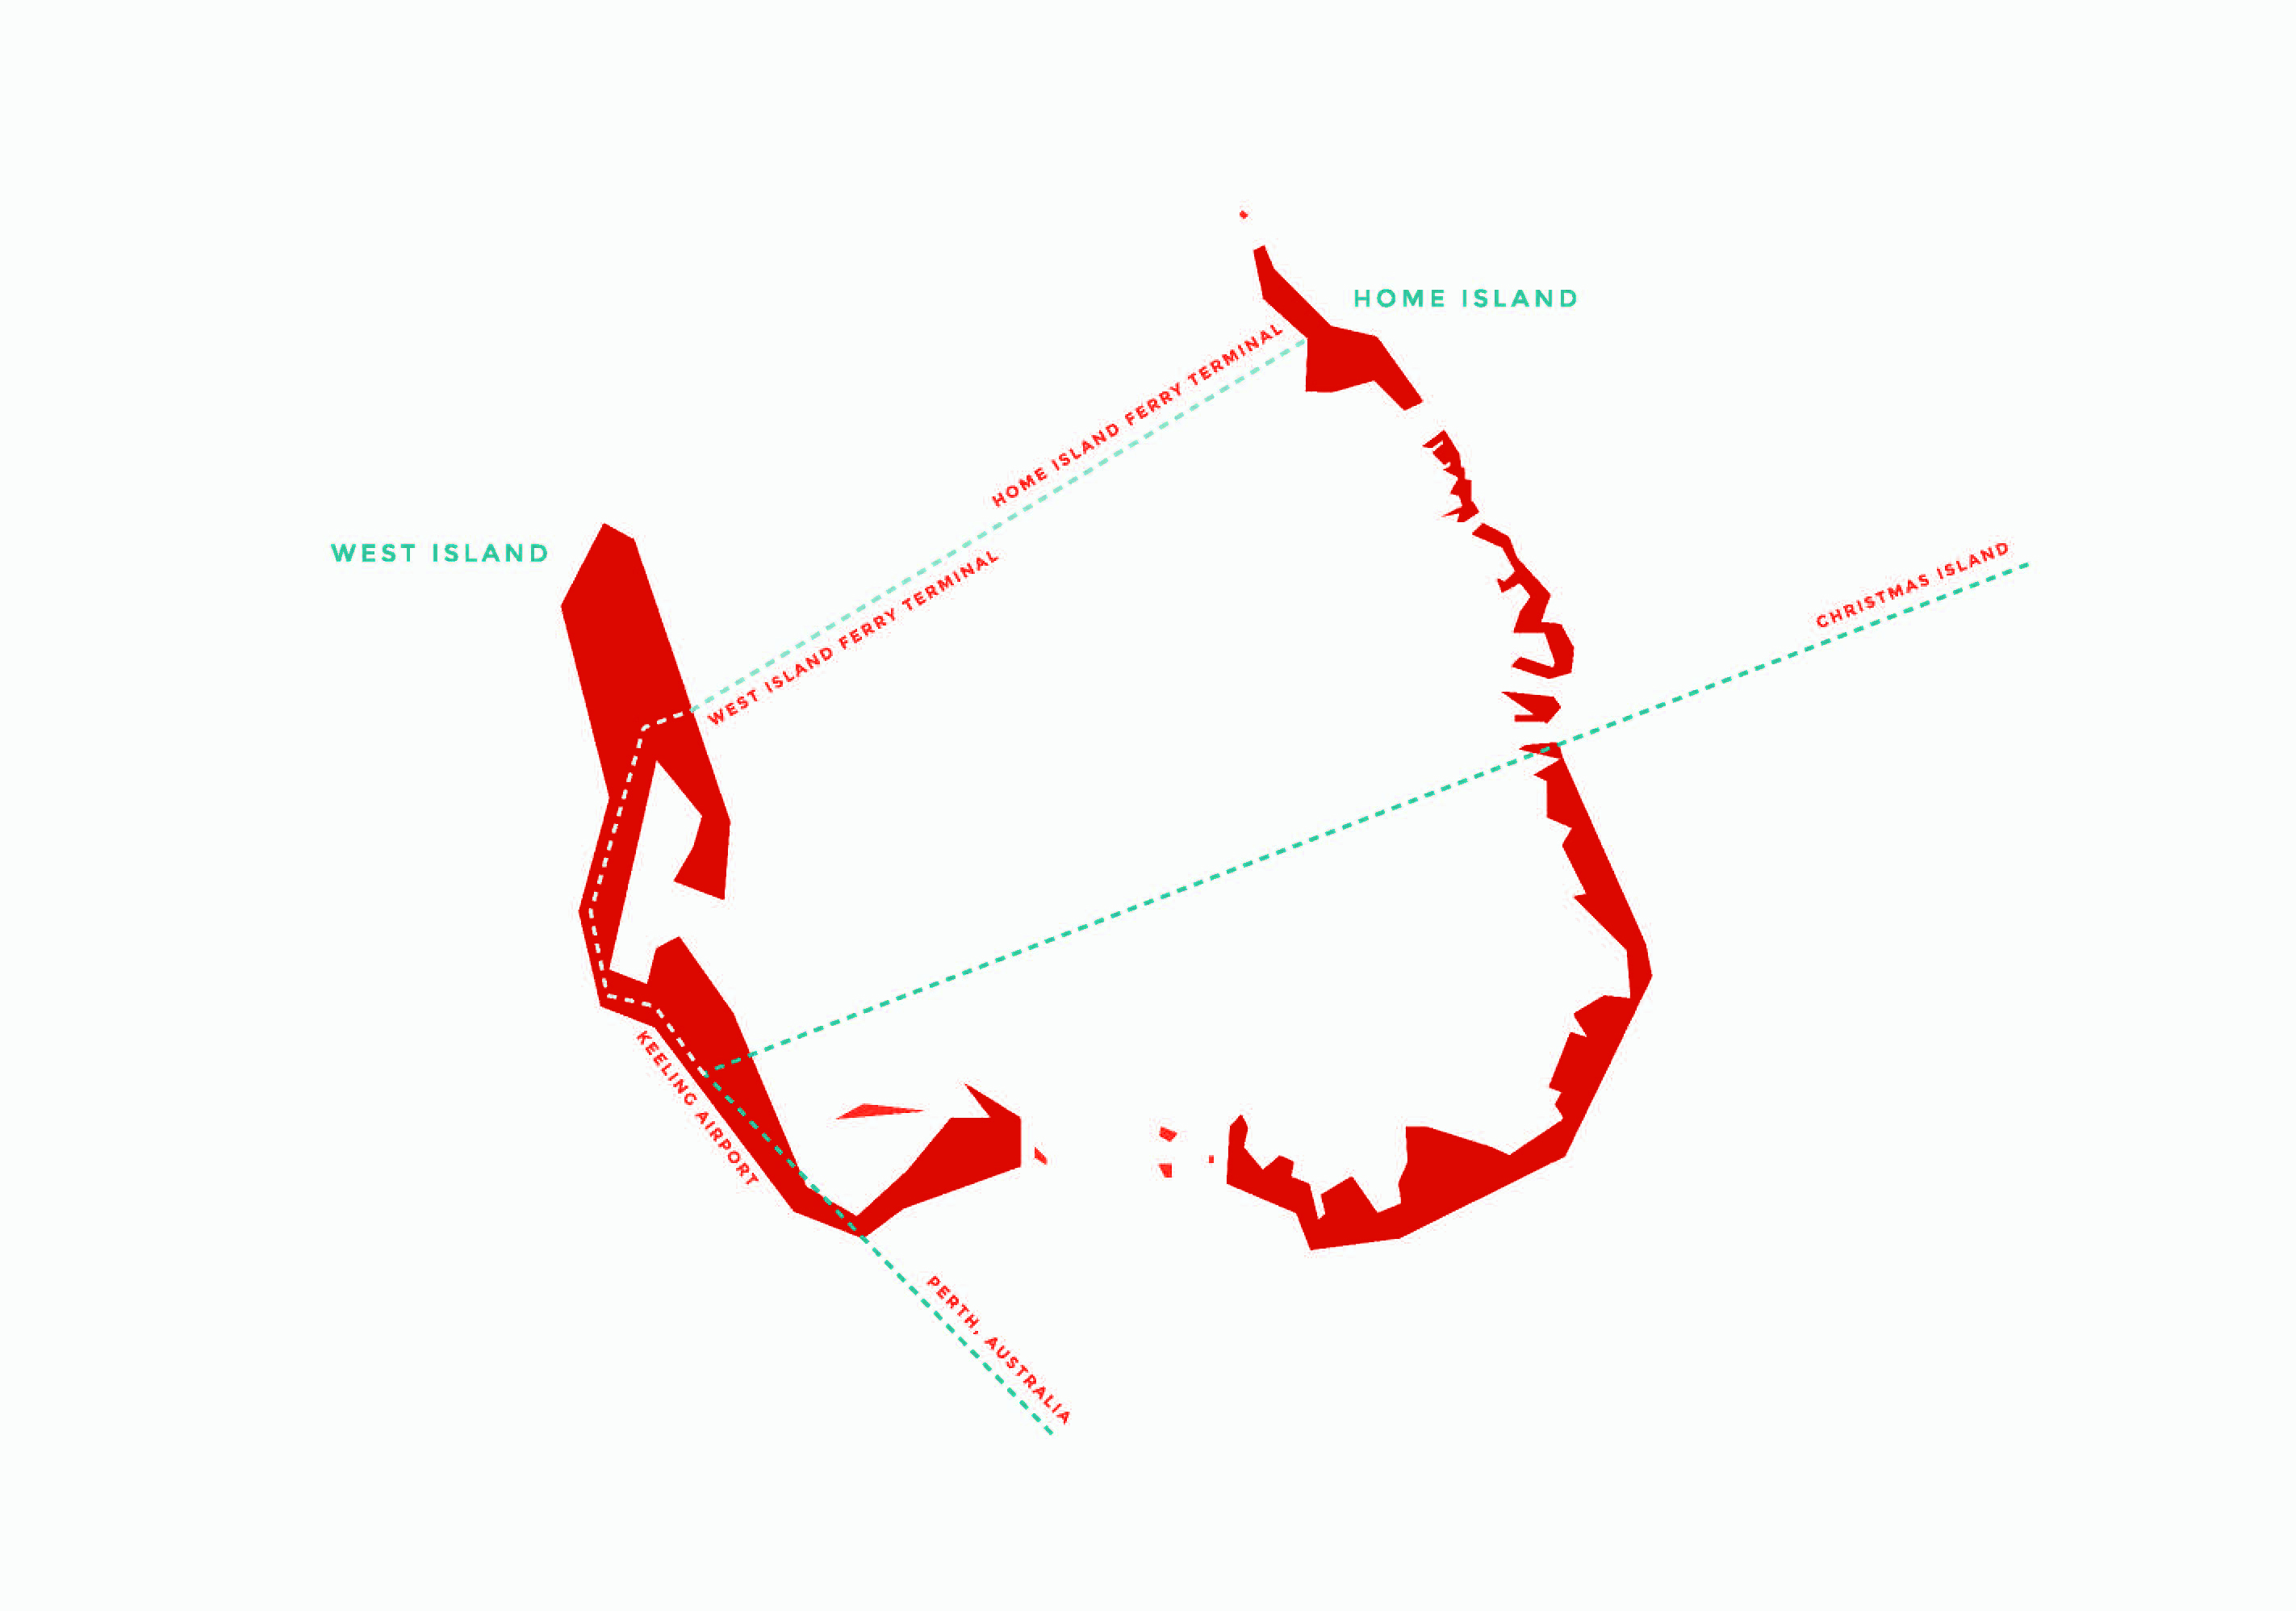 HOME ISLAND
HOME ISLAND FERRY TERMINAL
WEST ISLAND
WEST ISLAND FERRY TERMINAL
CHRISTMAS ISLAND
KEELING AIRPORT
PERTH, AUSTRALIA